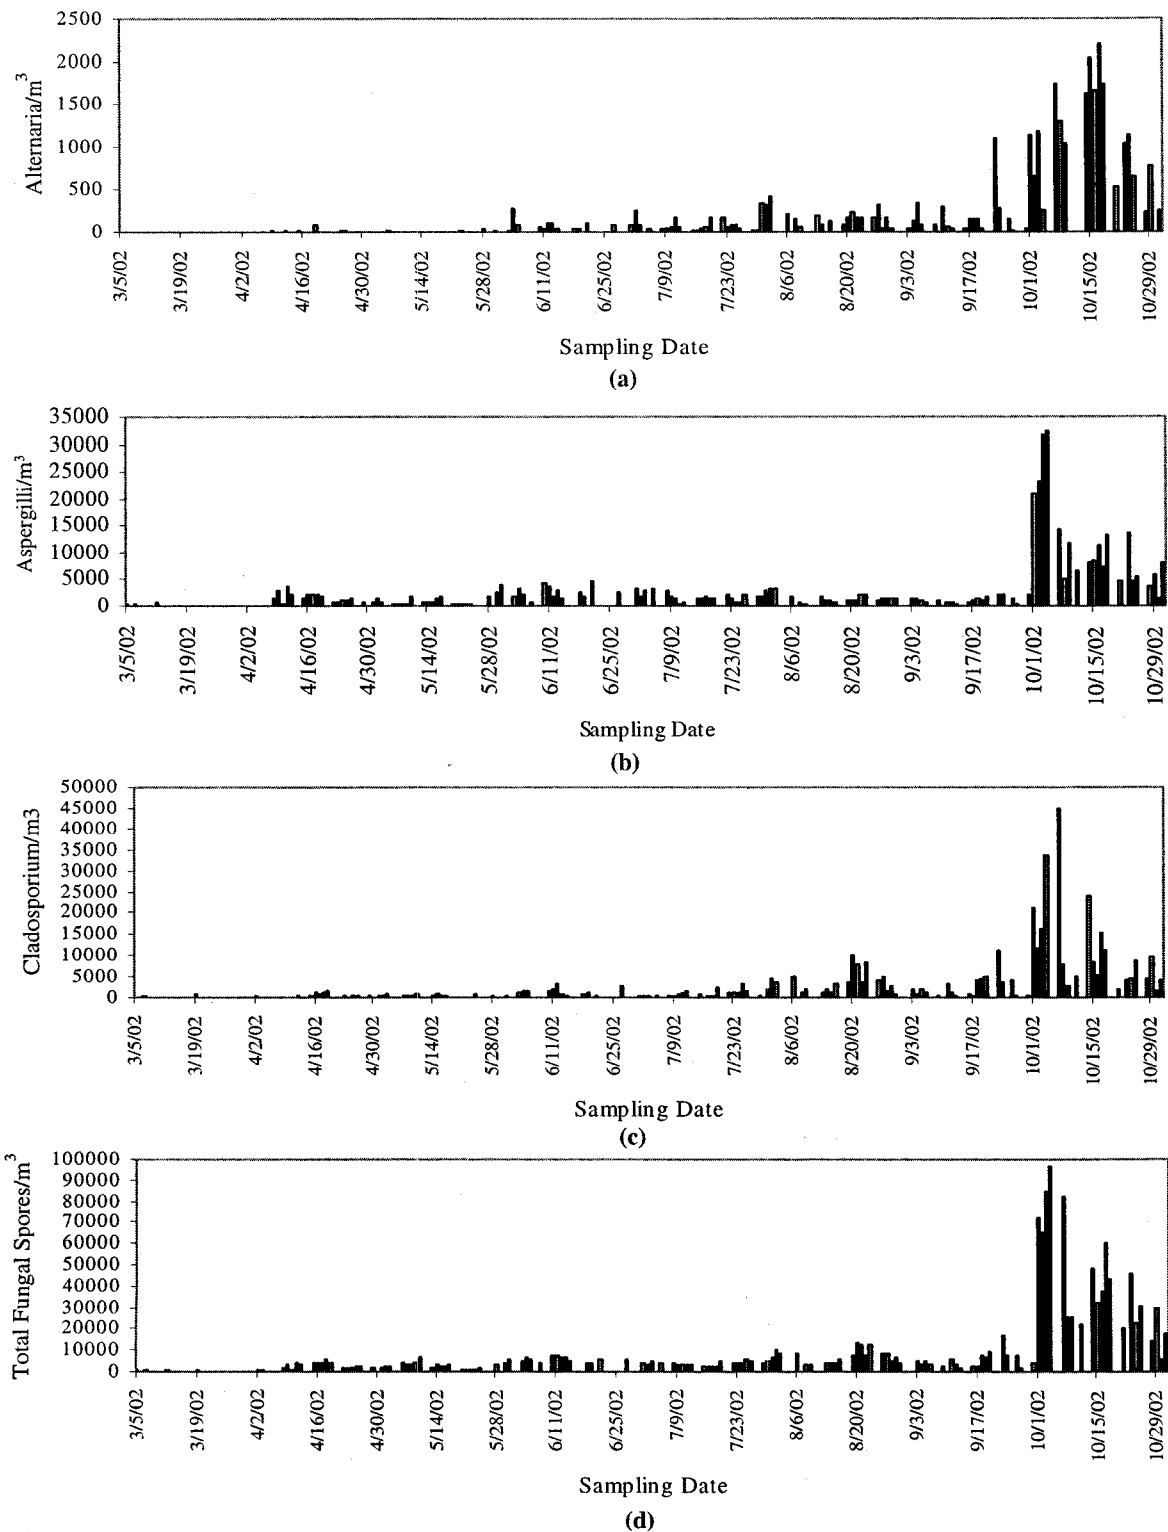 2500
2000
1500
1000
500
0
Alternaria/m3
3/5/02 3/19/02 4/2/02 4/16/02 4/30/02 5/14/02 5/28/02 6/11/02 6/25/02 7/9/02 7/23/02 8/6/02 8/20/02 9/3/02 9/17/02 10/1/02 10/15/02 10/29/02
Sampling Date
(a)
35000
30000
25000
20000
15000
10000
5000
0
Aspergilli/m3
3/5/02 3/19/02 4/2/02 4/16/02 4/30/02 5/14/02 5/28/02 6/11/02 6/25/02 7/9/02 7/23/02 8/6/02 8/20/02 9/3/02 9/17/02 10/1/02 10/15/02 10/29/02
Sampling Date
(b)
50000
45000
40000
35000
30000
25000
20000
15000
10000
5000
0
Cladosporium/m3
3/5/02 3/19/02 4/2/02 4/16/02 4/30/02 5/14/02 5/28/02 6/11/02 6/25/02 7/9/02 7/23/02 8/6/02 8/20/02 9/3/02 9/17/02 10/1/02 10/15/02 10/29/02
Sampling Date
(c)
100000
90000
80000
70000
60000
50000
40000
30000
20000
10000
0
Total Fungal Spores/m3
3/5/02 3/19/02 4/2/02 4/16/02 4/30/02 5/14/02 5/28/02 6/11/02 6/25/02 7/9/02 7/23/02 8/6/02 8/20/02 9/3/02 9/17/02 10/1/02 10/15/02 10/29/02
Sampling Date
(d)